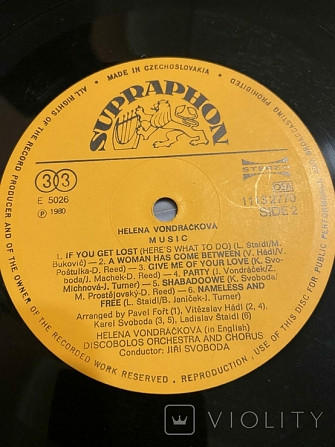 ALL RIGHTS OF THE RECORD PRODUCER AND OF THE OWNER OF THE RECORDED WORK RESERVED . REPRODUCTION . USE OF THIS DISC FOR PUBLIC BROADCASTING PROHIBITED
MADE IN CZECHOSLOVAKIA
SUPRAPHON
33
STEREO
E 5026
℗ 1980
SIDE 2
HELENA VONDRÁČKOVÁ
MUSIC
1. IF YOU GET LOST (HERE'S WHAT TO DO) (L. Štaidl/M.
Bukovič) — 2. A WOMAN HAS COME BETWEEN (V. Hádl/V.
Poštulka-D. Reed) — 3. GIVE ME OF YOUR LOVE (K. Svo-
boda/J. Machek-D. Reed) — 4. PARTY (J. Vondráček/Z.
Míchnová-J. Turner) — 5. SHABADOOWE (K. Svoboda/
M. Prostějovský-D. Reed) — 6. NAMELESS AND
FREE (L. Štaidl/B. Janíček-J. Turner)
Arranged by Pavel Fořt (1), Vítězslav Hádl (2, 4),
Karel Svoboda (3, 5), Ladislav Štaidl (6)
HELENA VONDRÁČKOVÁ (in English)
DISCOBOLOS ORCHESTRA AND CHORUS
Conductor: JIŘÍ SVOBODA
VIOLITY